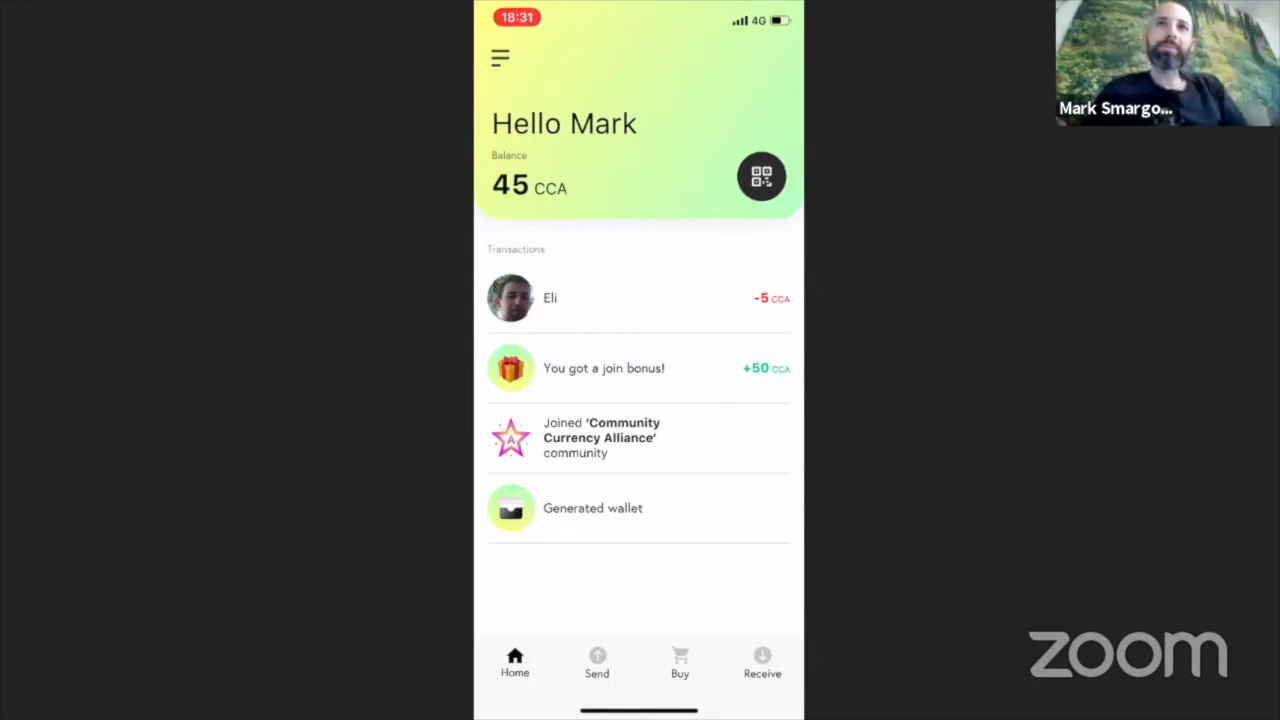 18:31
4G
Mark Smargo...
Hello Mark
Balance
45 CCA
Transactions
Eli
-5 CCA
You got a join bonus!
+50 CCA
A
Joined ‘Community
Currency Alliance’
community
Generated wallet
Home
Send
Buy
Receive
zoom